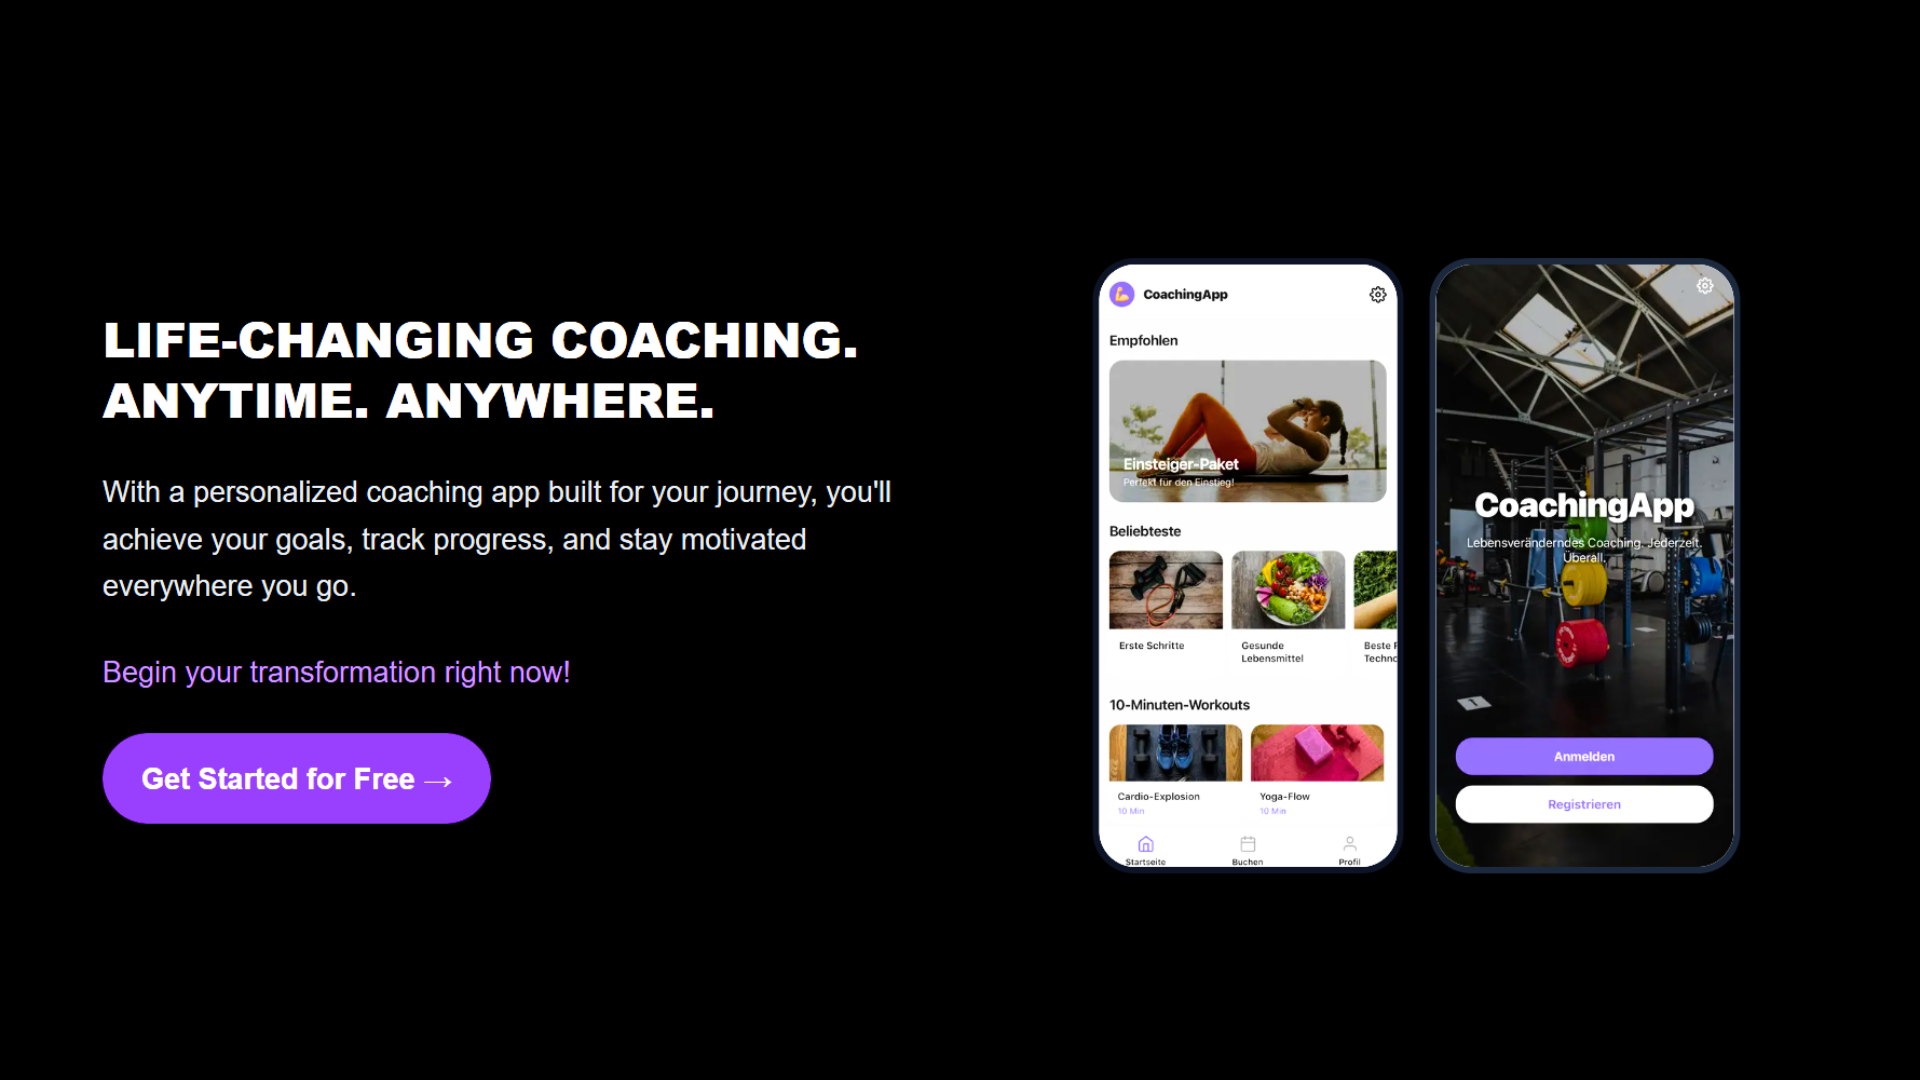 LIFE-CHANGING COACHING.
ANYTIME. ANYWHERE.
With a personalized coaching app built for your journey, you'll
achieve your goals, track progress, and stay motivated
everywhere you go.
Begin your transformation right now!
Get Started for Free →
CoachingApp
Empfohlen
Einsteiger-Paket
Perfekt für den Einstieg!
Beliebteste
Erste Schritte
Gesunde
Lebensmittel
Beste
10-Minuten-Workouts
Cardio-Explosion
10 Min
Yoga-Flow
10 Min
Startseite
Buchen
Profil
CoachingApp
Lebensveränderndes Coaching. Jederzeit.
Überall.
Anmelden
Registrieren